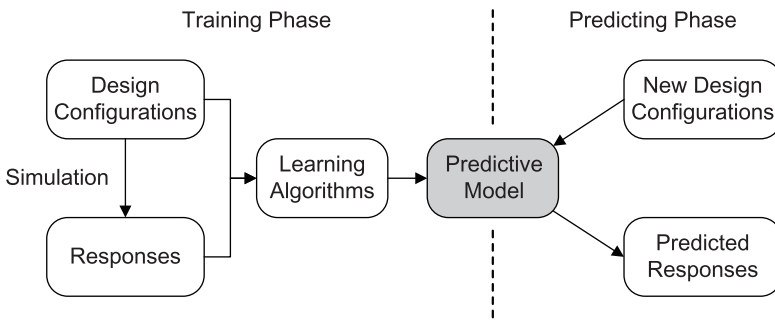 Training Phase
Predicting Phase
Design
Configurations
New Design
Configurations
Simulation
Learning
Algorithms
Predictive
Model
Responses
Predicted
Responses